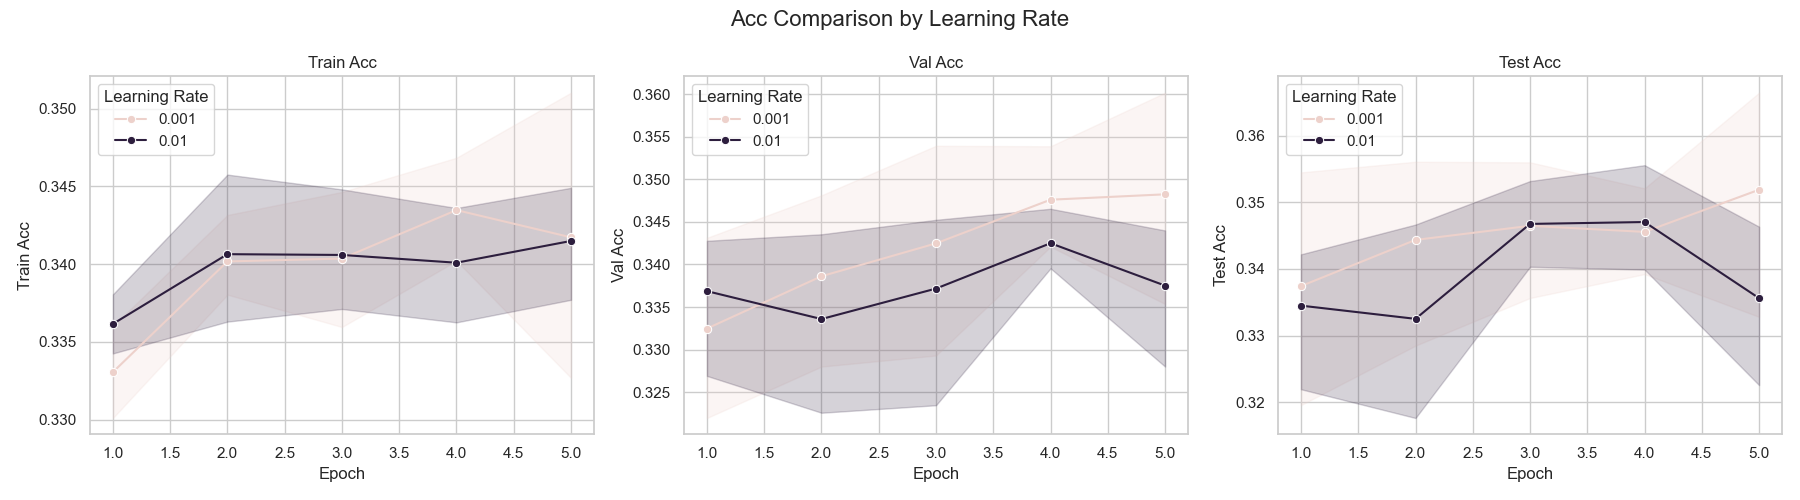 Acc Comparison by Learning Rate
Train Acc
Learning Rate
0.001
0.01
0.350
0.345
0.340
0.335
0.330
Train Acc
1.0 1.5 2.0 2.5 3.0 3.5 4.0 4.5 5.0
Epoch
Val Acc
Learning Rate
0.001
0.01
0.360
0.355
0.350
0.345
0.340
0.335
0.330
0.325
Val Acc
1.0 1.5 2.0 2.5 3.0 3.5 4.0 4.5 5.0
Epoch
Test Acc
Learning Rate
0.001
0.01
0.36
0.35
0.34
0.33
0.32
Test Acc
1.0 1.5 2.0 2.5 3.0 3.5 4.0 4.5 5.0
Epoch